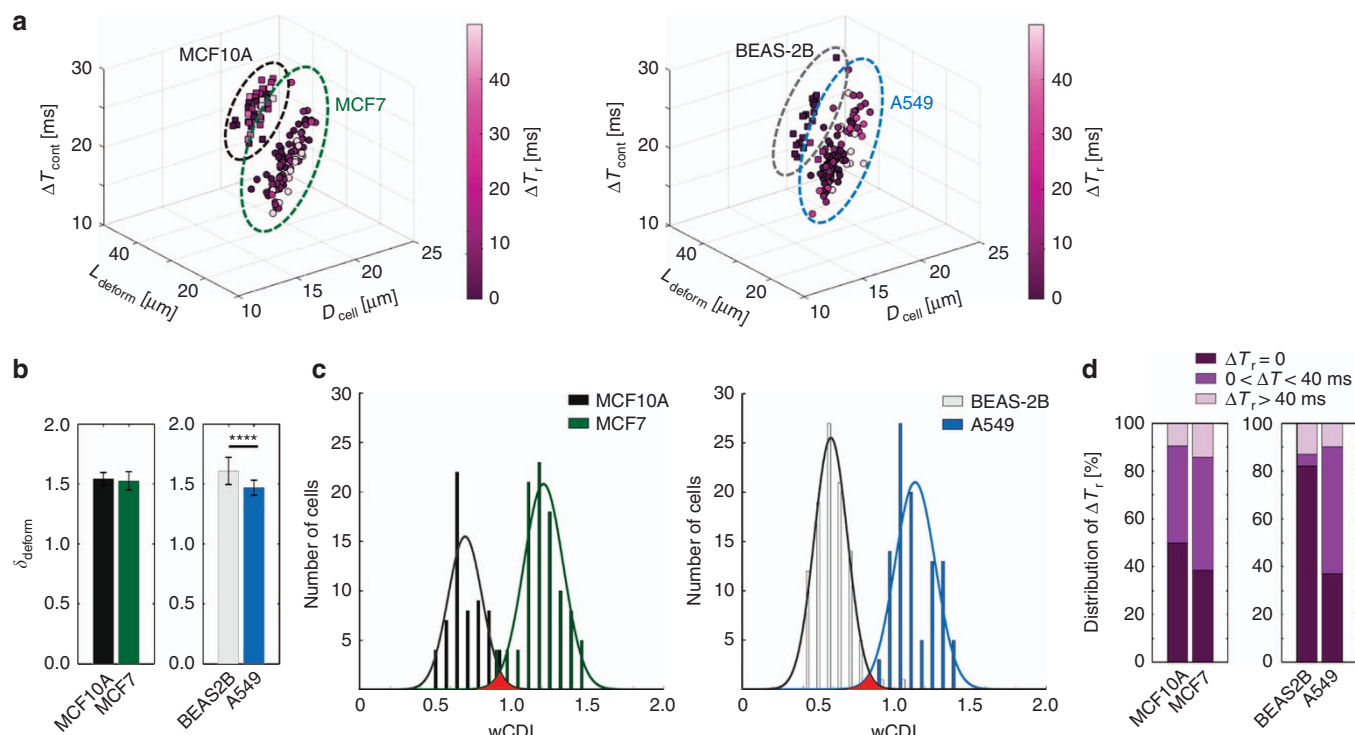 a
MCF10A
MCF7
30
20
10
ΔT_cont [ms]
40
20
L_deform [μm]
10
15
20
25
D_cell [μm]
40
30
20
10
0
ΔT_r [ms]
BEAS-2B
A549
30
20
10
ΔT_cont [ms]
40
20
L_deform [μm]
10
15
20
25
D_cell [μm]
40
30
20
10
0
ΔT_r [ms]
b
2.0
1.5
1.0
0.5
0.0
δ_deform
MCF10A
MCF7
2.0
1.5
1.0
0.5
0.0
****
BEAS2B
A549
c
30
25
20
15
10
5
Number of cells
MCF10A
MCF7
0
0.5
1.0
1.5
2.0
wCDI
30
25
20
15
10
5
Number of cells
BEAS-2B
A549
0
0.5
1.0
1.5
2.0
wCDI
d
ΔT_r = 0
0 < ΔT < 40 ms
ΔT_r > 40 ms
100
80
60
40
20
0
Distribution of ΔT_r [%]
MCF10A
MCF7
100
80
60
40
20
0
BEAS2B
A549